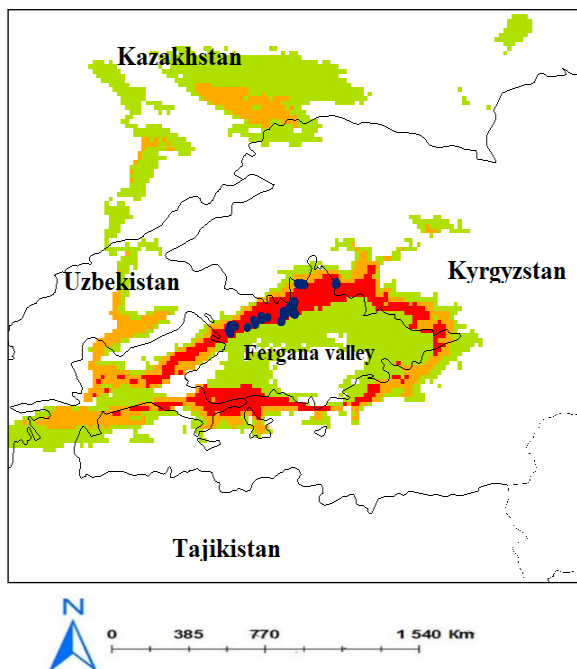 Kazakhstan
Uzbekistan
Kyrgyzstan
Fergana valley
Tajikistan
N
0 385 770 1 540 Km